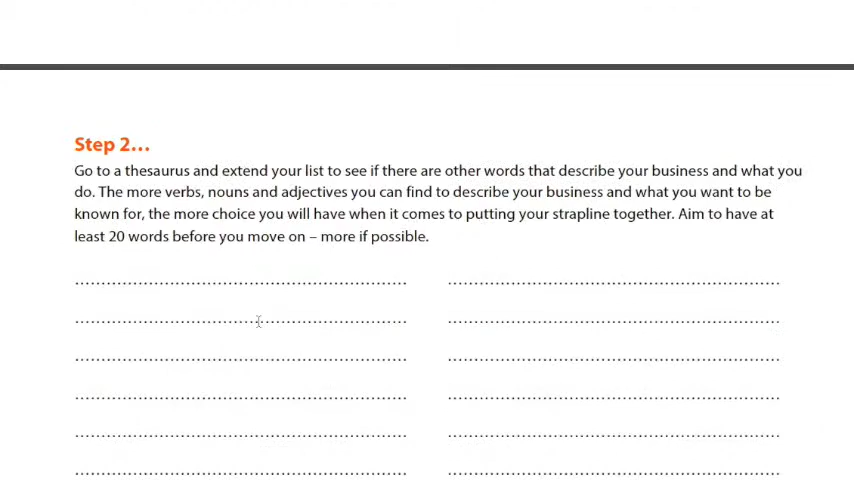 Step 2…
Go to a thesaurus and extend your list to see if there are other words that describe your business and what you
do. The more verbs, nouns and adjectives you can find to describe your business and what you want to be
known for, the more choice you will have when it comes to putting your strapline together. Aim to have at
least 20 words before you move on – more if possible.